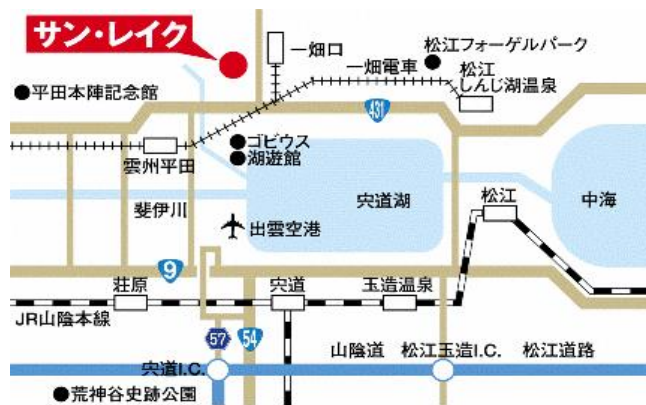 サン・レイク
一畑口
松江フォーゲルパーク
一畑電車
松江
しんじ湖温泉
平田本陣記念館
431
ゴビウス
湖遊館
雲州平田
宍道湖
松江
中海
斐伊川
出雲空港
9
荘原
宍道
玉造温泉
JR山陰本線
57
54
山陰道
松江玉造I.C.
松江道路
宍道I.C.
荒神谷史跡公園